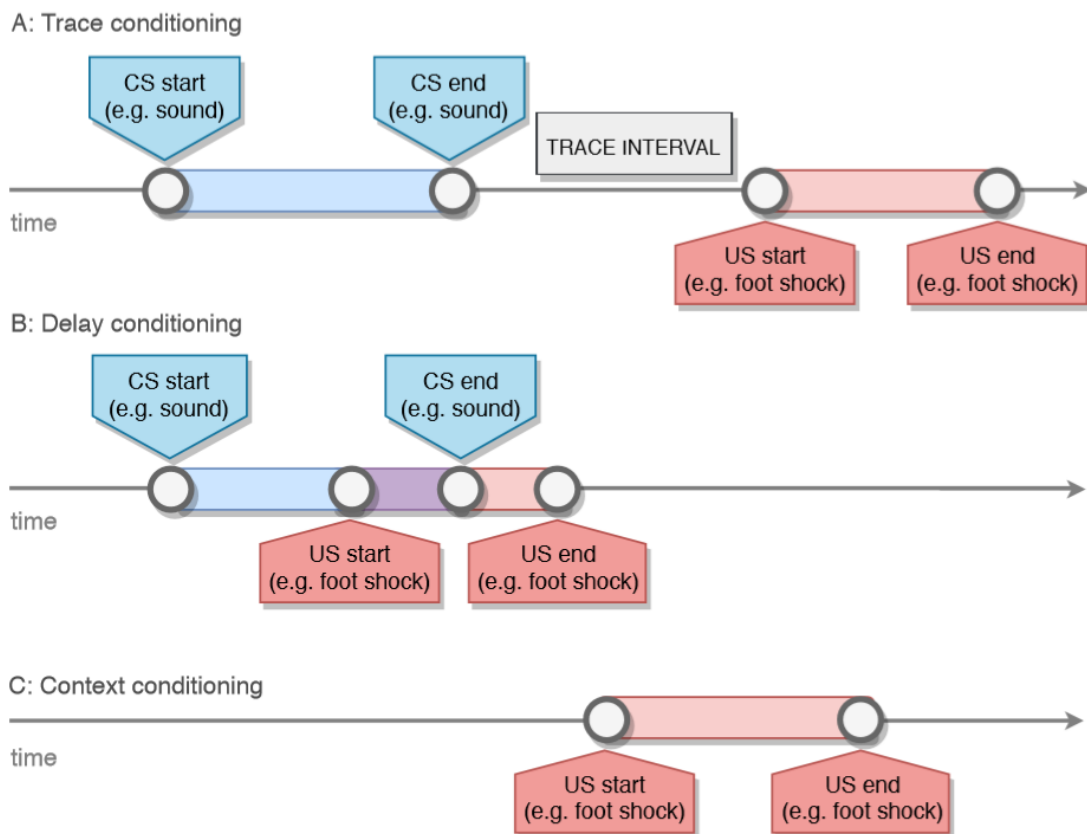 A: Trace conditioning
CS start
(e.g. sound)
CS end
(e.g. sound)
TRACE INTERVAL
time
US start
(e.g. foot shock)
US end
(e.g. foot shock)
B: Delay conditioning
CS start
(e.g. sound)
CS end
(e.g. sound)
time
US start
(e.g. foot shock)
US end
(e.g. foot shock)
C: Context conditioning
time
US start
(e.g. foot shock)
US end
(e.g. foot shock)